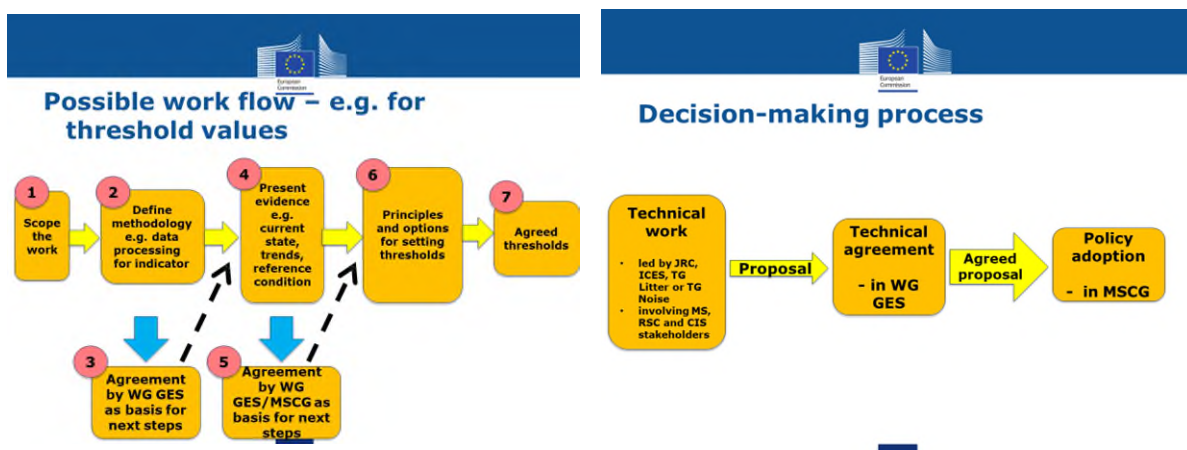 European
Commission
Possible work flow – e.g. for
threshold values
1
Scope
the
work
2
Define
methodology
e.g. data
processing
for indicator
3
Agreement
by WG GES
as basis for
next steps
4
Present
evidence
e.g.
current
state,
trends,
reference
condition
5
Agreement
by WG
GES/MSCG as
basis for next
steps
6
Principles
and options
for setting
thresholds
7
Agreed
thresholds
European
Commission
Decision-making process
Technical
work
• led by JRC,
ICES, TG
Litter or TG
Noise
• involving MS,
RSC and CIS
stakeholders
Proposal
Technical
agreement
- in WG
GES
Agreed
proposal
Policy
adoption
- in MSCG